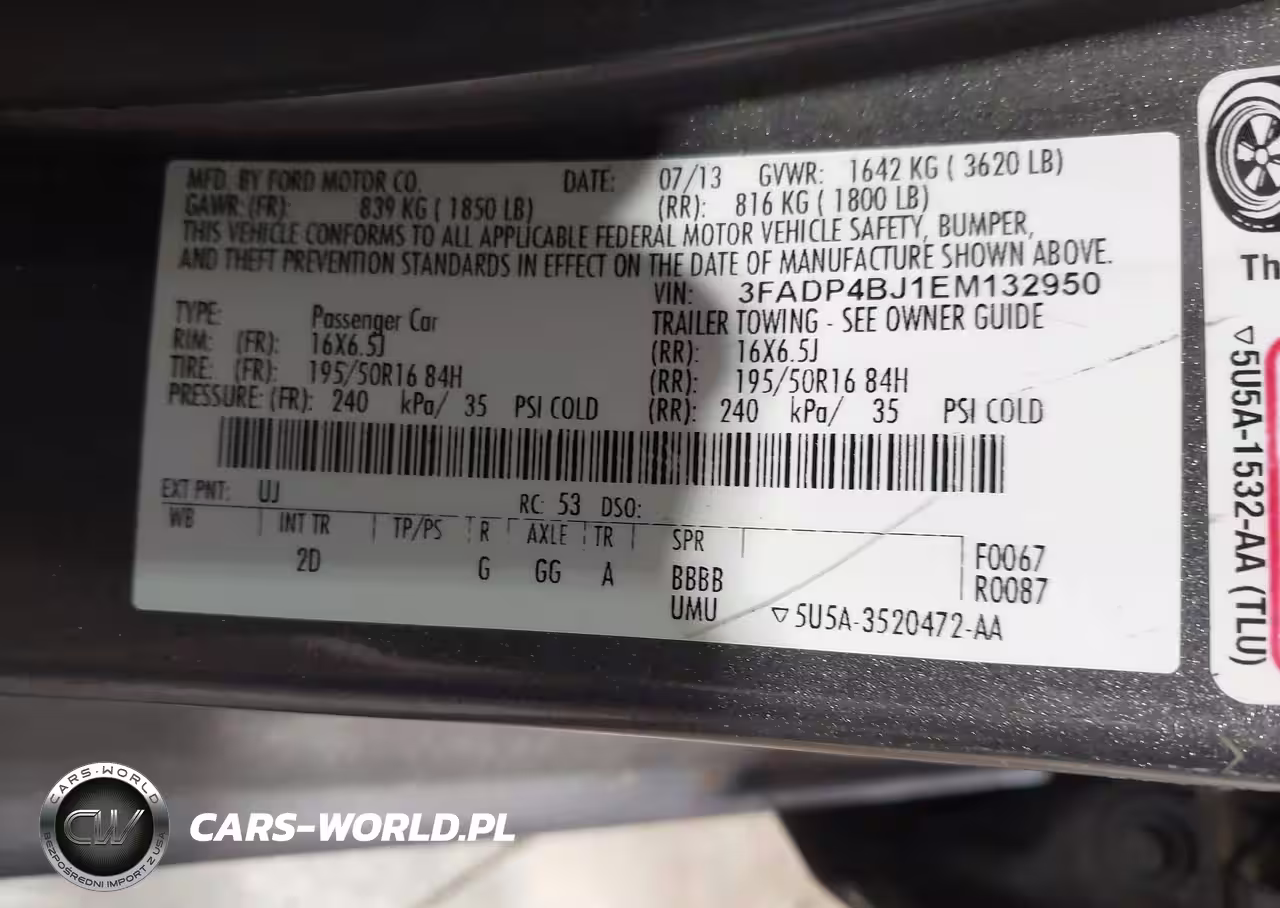 MFD. BY FORD MOTOR CO. DATE: 07/13 GVWR: 1642 KG ( 3620 LB)
GAWR: (FR): 839 KG ( 1850 LB) (RR): 816 KG ( 1800 LB)
THIS VEHICLE CONFORMS TO ALL APPLICABLE FEDERAL MOTOR VEHICLE SAFETY, BUMPER,
AND THEFT PREVENTION STANDARDS IN EFFECT ON THE DATE OF MANUFACTURE SHOWN ABOVE.
VIN: 3FADP4BJ1EM132950
TYPE: Passenger Car TRAILER TOWING - SEE OWNER GUIDE
RIM: (FR): 16X6.5J (RR): 16X6.5J
TIRE: (FR): 195/50R16 84H (RR): 195/50R16 84H
PRESSURE: (FR): 240 kPa/ 35 PSI COLD (RR): 240 kPa/ 35 PSI COLD
EXT PNT: UJ RC: 53 DSO:
WB INT TR TP/PS R AXLE TR SPR
2D G GG A BBBB
UMU
F0067
R0087
▽5U5A-3520472-AA
Th
▽5U5A-1532-AA (TLU)
CARS-WORLD
CW
BEZPOŚREDNI IMPORT Z USA
CARS-WORLD.PL